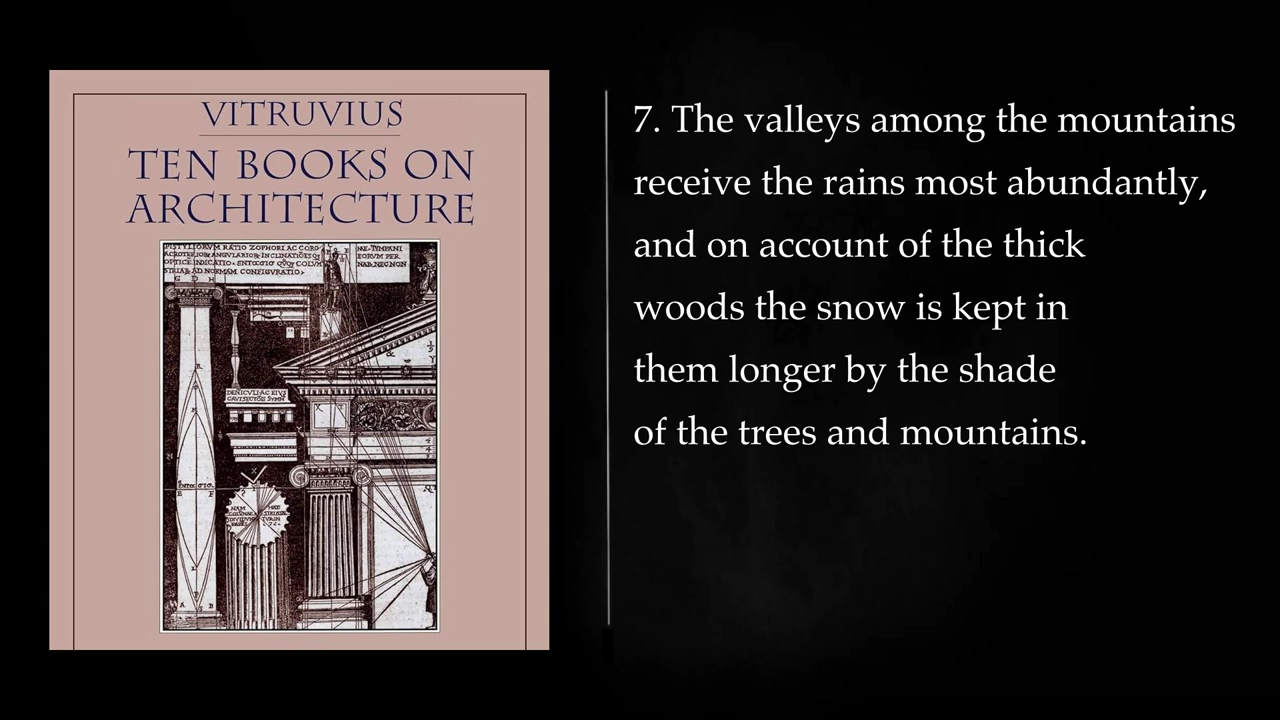 VITRUVIUS
TEN BOOKS ON
ARCHITECTURE
7. The valleys among the mountains
receive the rains most abundantly,
and on account of the thick
woods the snow is kept in
them longer by the shade
of the trees and mountains.